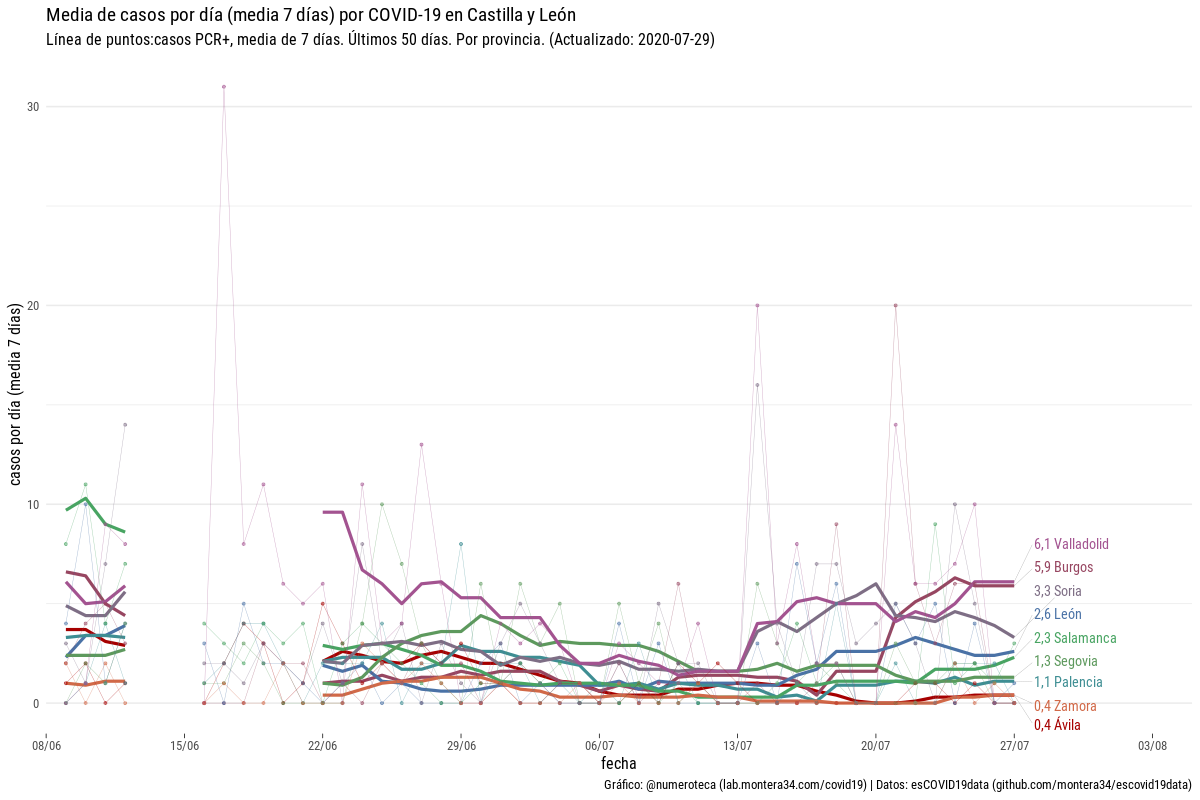 Media de casos por día (media 7 días) por COVID-19 en Castilla y León
Línea de puntos:casos PCR+, media de 7 días. Últimos 50 días. Por provincia. (Actualizado: 2020-07-29)
casos por día (media 7 días)
30
20
10
0
6,1 Valladolid
5,9 Burgos
3,3 Soria
2,6 León
2,3 Salamanca
1,3 Segovia
1,1 Palencia
0,4 Zamora
0,4 Ávila
08/06 15/06 22/06 29/06 06/07 13/07 20/07 27/07 03/08
fecha
Gráfico: @numeroteca (lab.montera34.com/covid19) | Datos: esCOVID19data (github.com/montera34/escovid19data)